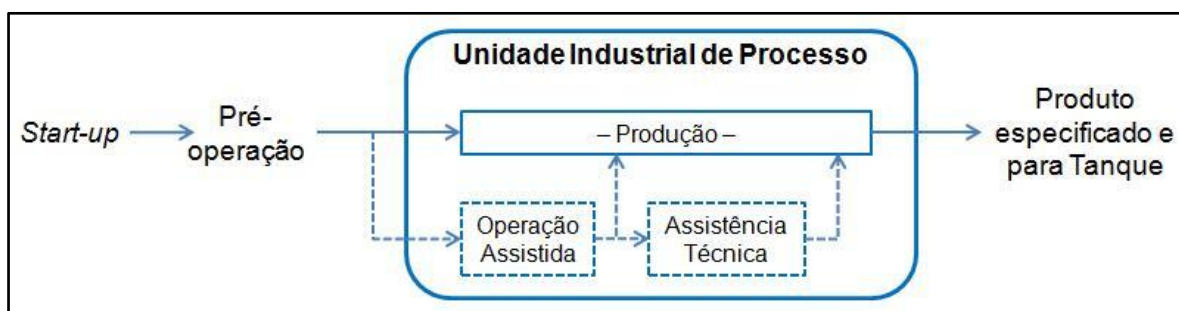 Unidade Industrial de Processo
Start-up
Pré-
operação
– Produção –
Produto
especificado e
para Tanque
Operação
Assistida
Assistência
Técnica